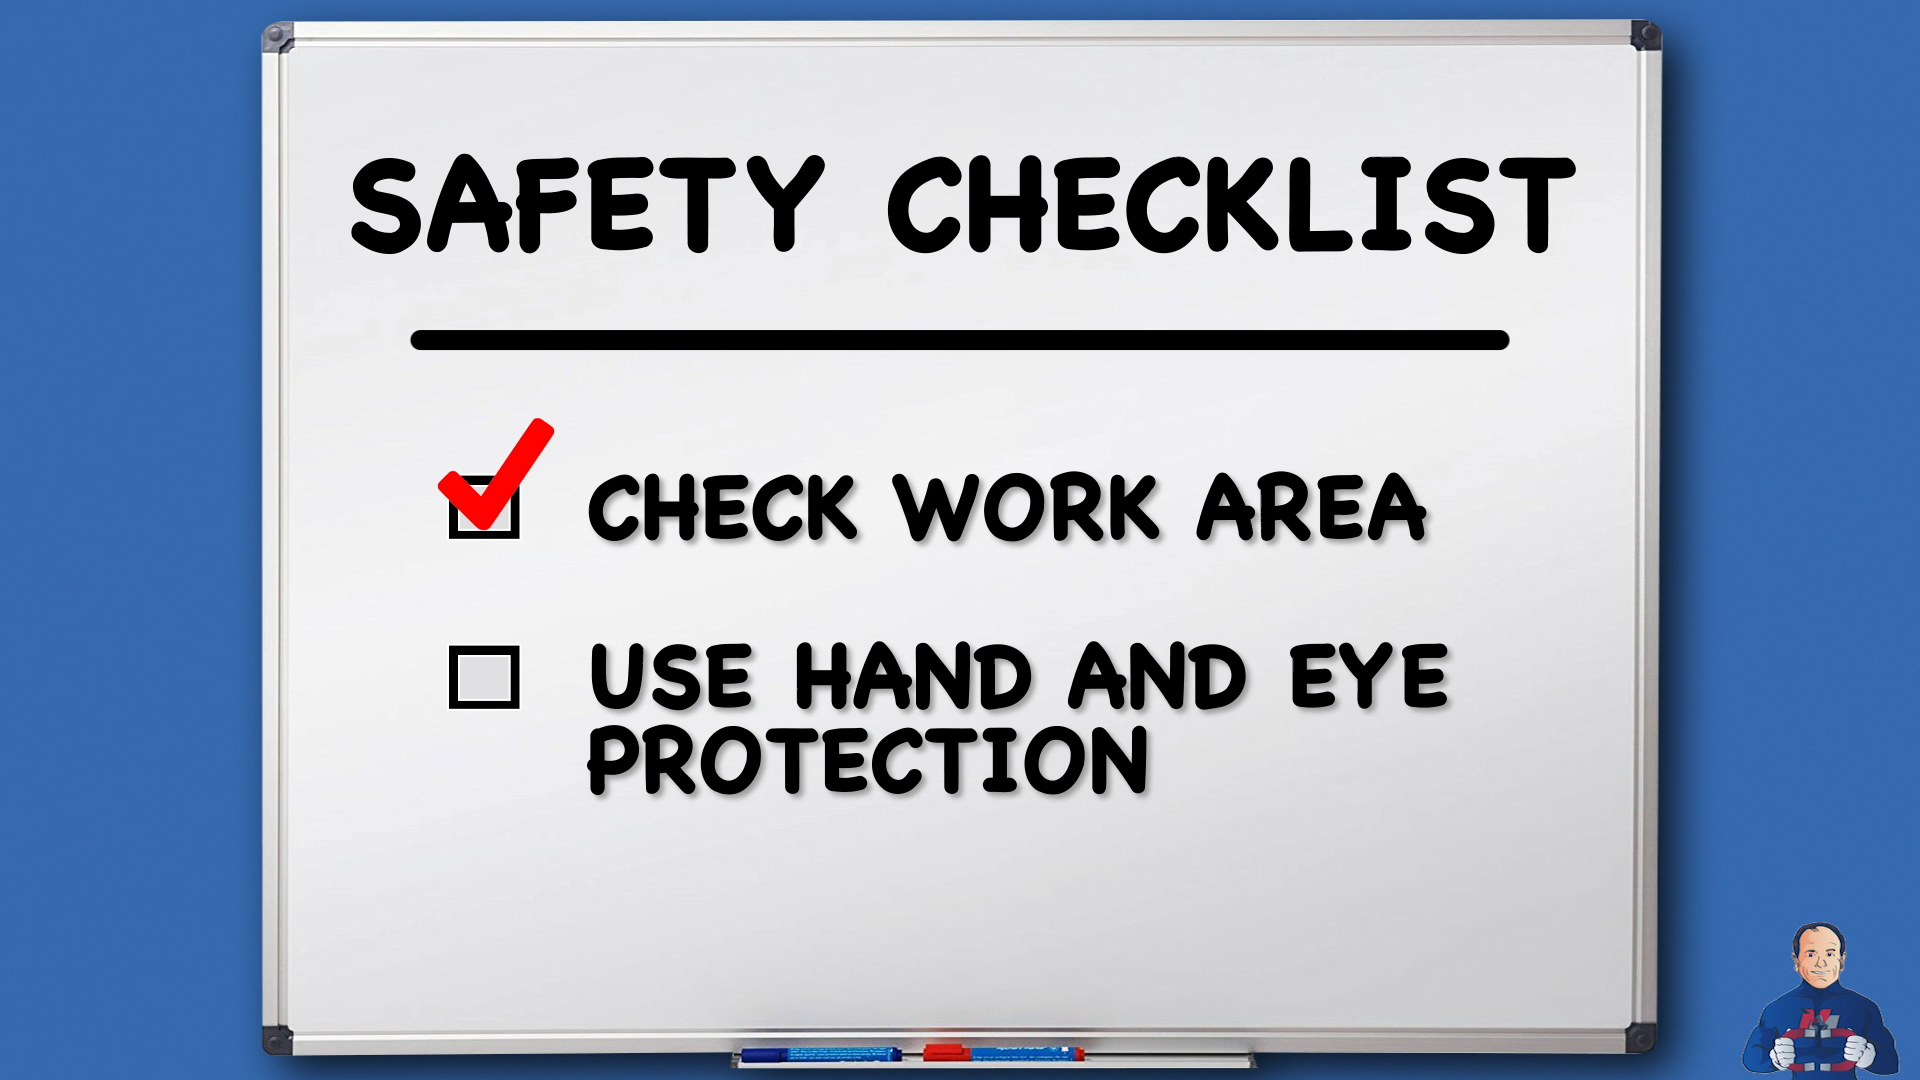 SAFETY CHECKLIST
CHECK WORK AREA
USE HAND AND EYE
PROTECTION